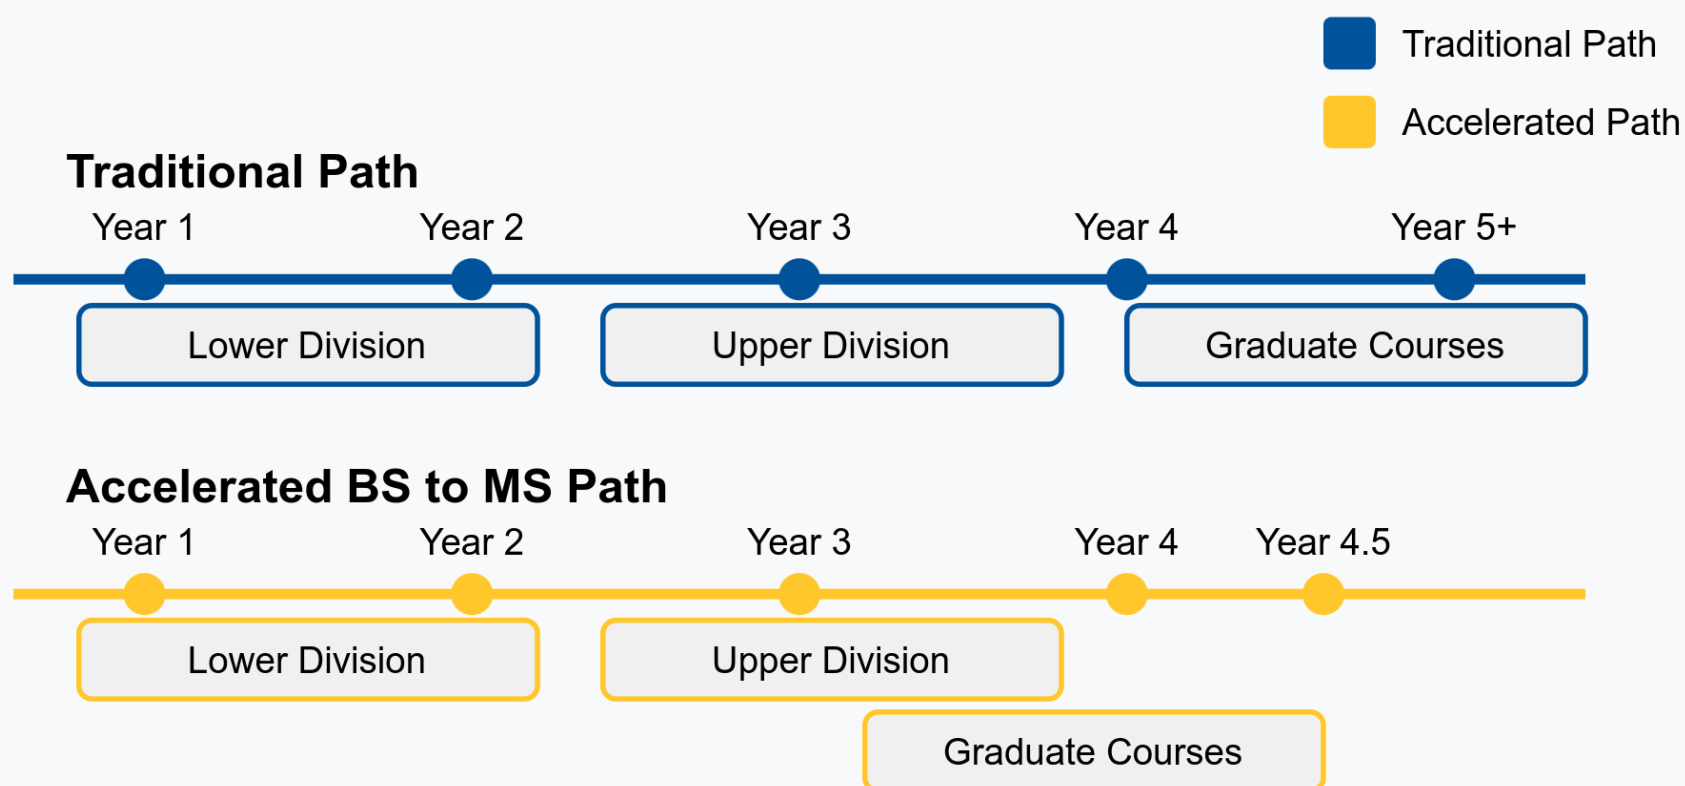 Traditional Path
Accelerated Path
Traditional Path
Year 1 Year 2 Year 3 Year 4 Year 5+
Lower Division Upper Division Graduate Courses
Accelerated BS to MS Path
Year 1 Year 2 Year 3 Year 4 Year 4.5
Lower Division Upper Division
Graduate Courses